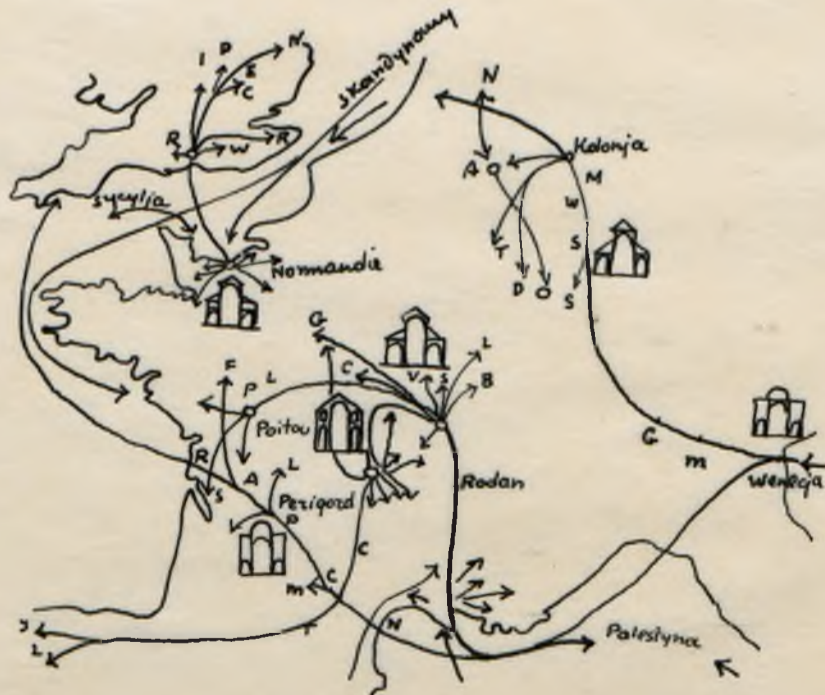 N
I D
E
C
Skandynawy
N
R W R
Kolonja
A O
M
W
Sycylja
S
T
Normandie
D O S
G
L
C V S
F
B
P L
Poitou
G
m
R
S
A
L
Rodan
Wenecja
Perigord
P
C
m C
T
N
Y
L
Palestyna